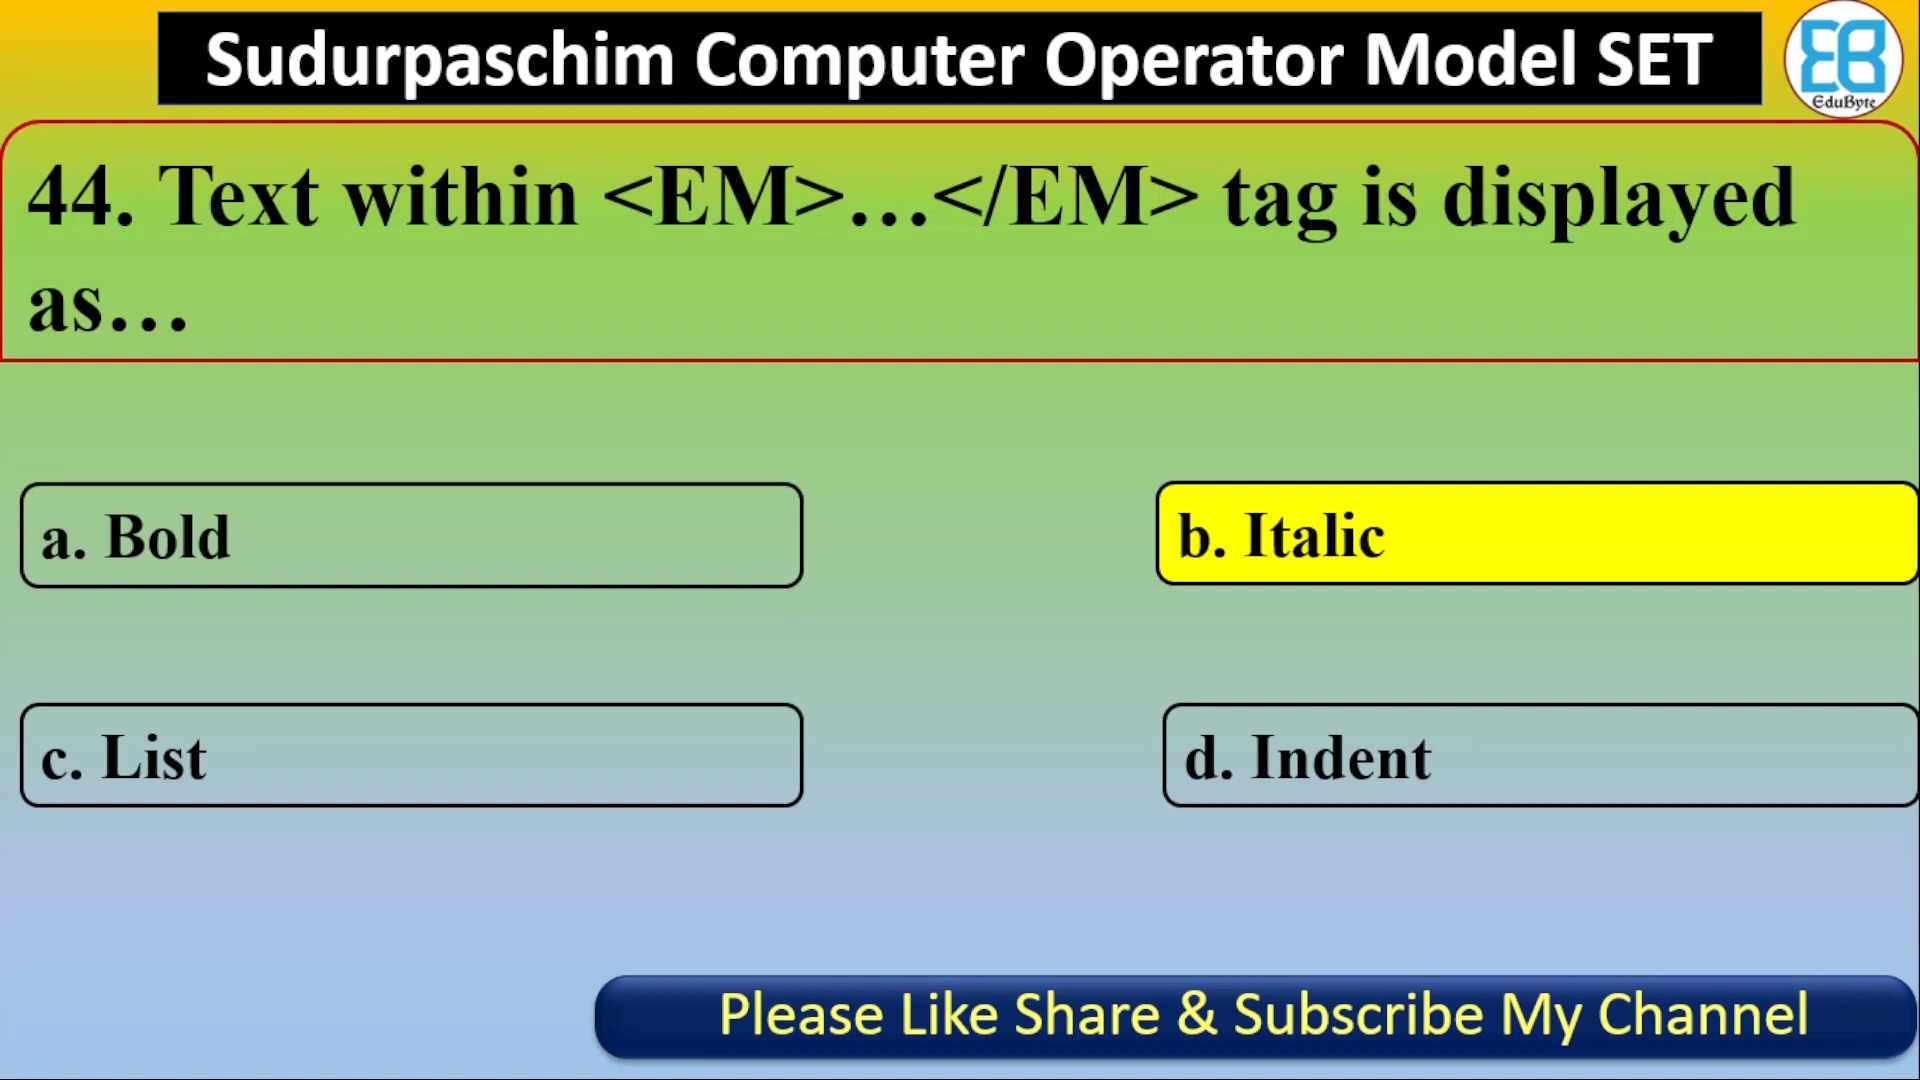 Sudurpaschim Computer Operator Model SET
EduByte
44. Text within <EM>…</EM> tag is displayed
as…
a. Bold
b. Italic
c. List
d. Indent
Please Like Share & Subscribe My Channel